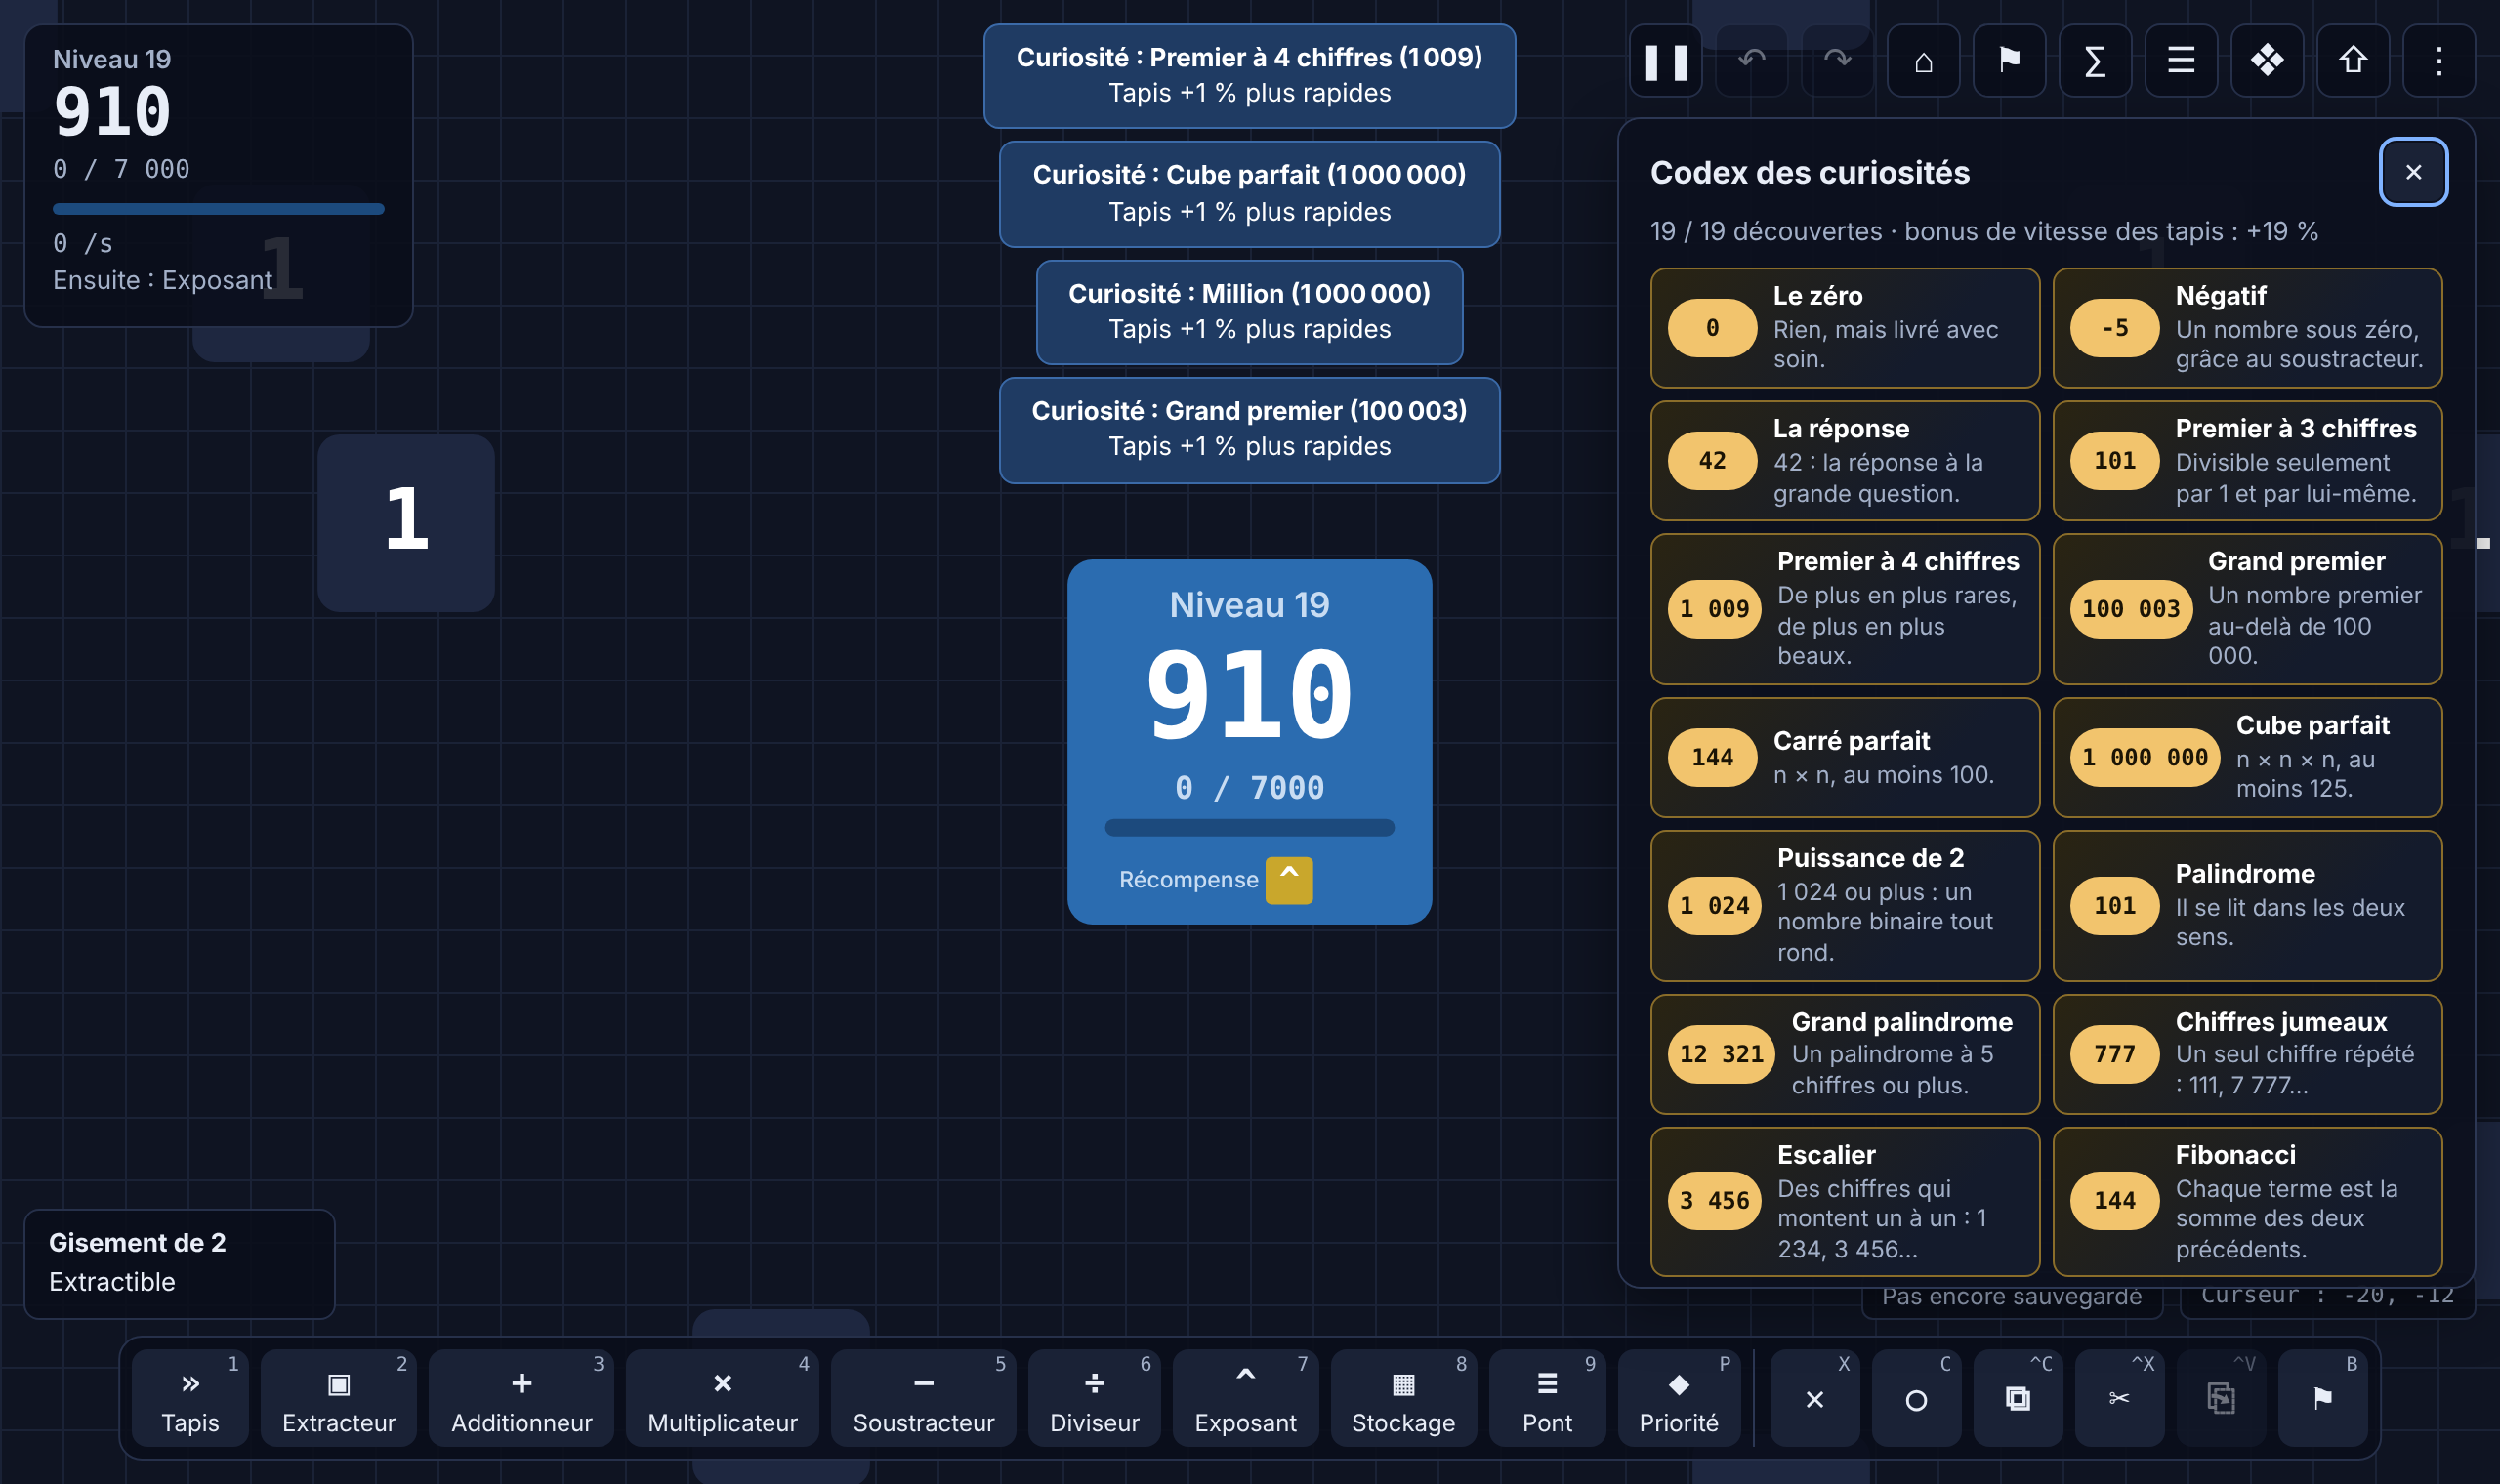 Niveau 19
910
0 / 7 000
0 /s
Ensuite : Exposant
1
1
Curiosité : Premier à 4 chiffres (1 009)
Tapis +1 % plus rapides
Curiosité : Cube parfait (1 000 000)
Tapis +1 % plus rapides
Curiosité : Million (1 000 000)
Tapis +1 % plus rapides
Curiosité : Grand premier (100 003)
Tapis +1 % plus rapides
Niveau 19
910
0 / 7000
Récompense ^
Codex des curiosités
×
19 / 19 découvertes · bonus de vitesse des tapis : +19 %
1
0
Le zéro
Rien, mais livré avec
soin.
-5
Négatif
Un nombre sous zéro,
grâce au soustracteur.
42
La réponse
42 : la réponse à la
grande question.
101
Premier à 3 chiffres
Divisible seulement
par 1 et par lui-même.
1
1 009
Premier à 4 chiffres
De plus en plus rares,
de plus en plus
beaux.
100 003
Grand premier
Un nombre premier
au-delà de 100
000.
144
Carré parfait
n × n, au moins 100.
1 000 000
Cube parfait
n × n × n, au
moins 125.
1 024
Puissance de 2
1 024 ou plus : un
nombre binaire tout
rond.
101
Palindrome
Il se lit dans les deux
sens.
12 321
Grand palindrome
Un palindrome à 5
chiffres ou plus.
777
Chiffres jumeaux
Un seul chiffre répété
: 111, 7 777…
3 456
Escalier
Des chiffres qui
montent un à un : 1
234, 3 456…
144
Fibonacci
Chaque terme est la
somme des deux
précédents.
Gisement de 2
Extractible
Pas encore sauvegardé
Curseur : -20, -12
1
» Tapis
2
Extracteur
3
+ Additionneur
4
× Multiplicateur
5
− Soustracteur
6
÷ Diviseur
7
^ Exposant
8
Stockage
9
Pont
P
Priorité
X
C
^C
^X
^V
B